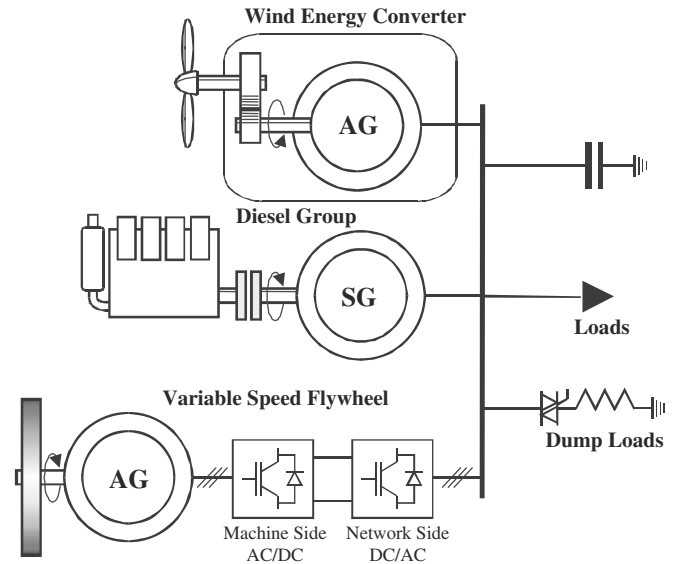 Wind Energy Converter
AG
Diesel Group
SG
Loads
Variable Speed Flywheel
Dump Loads
AG
Machine Side
AC/DC
Network Side
DC/AC